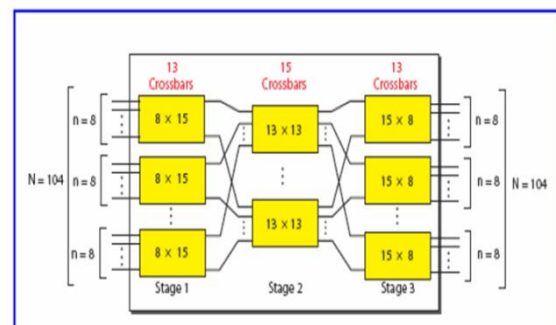 13 Crossbars
15 Crossbars
13 Crossbars
N = 104
n = 8
8 × 15
13 × 13
15 × 8
n = 8
N = 104
n = 8
8 × 15
15 × 8
n = 8
13 × 13
n = 8
8 × 15
15 × 8
n = 8
Stage 1
Stage 2
Stage 3